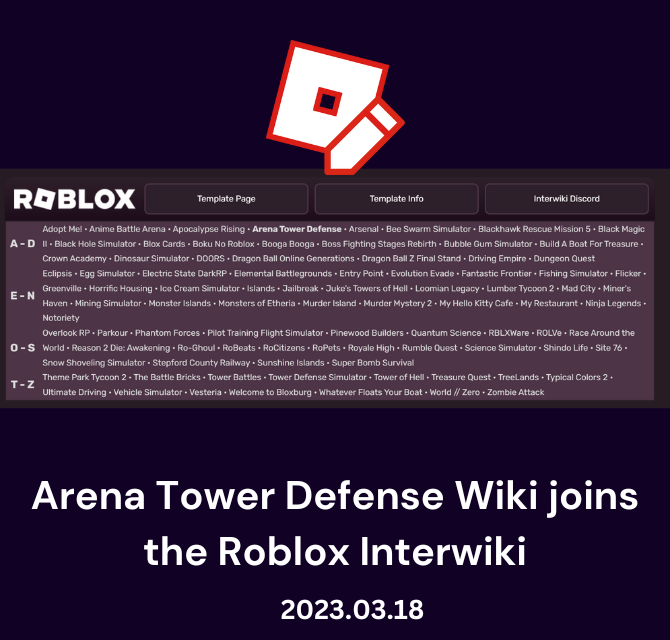 ROBLOX
Template Page
Template Info
Interwiki Discord
A - D
Adopt Me! • Anime Battle Arena • Apocalypse Rising • Arena Tower Defense • Arsenal • Bee Swarm Simulator • Blackhawk Rescue Mission 5 • Black Magic
II • Black Hole Simulator • Blox Cards • Boku No Roblox • Booga Booga • Boss Fighting Stages Rebirth • Bubble Gum Simulator • Build A Boat For Treasure •
Crown Academy • Dinosaur Simulator • DOORS • Dragon Ball Online Generations • Dragon Ball Z Final Stand • Driving Empire • Dungeon Quest
E - N
Eclipsis • Egg Simulator • Electric State DarkRP • Elemental Battlegrounds • Entry Point • Evolution Evade • Fantastic Frontier • Fishing Simulator • Flicker •
Greenville • Horrific Housing • Ice Cream Simulator • Islands • Jailbreak • Juke's Towers of Hell • Loomian Legacy • Lumber Tycoon 2 • Mad City • Miner's
Haven • Mining Simulator • Monster Islands • Monsters of Etheria • Murder Island • Murder Mystery 2 • My Hello Kitty Cafe • My Restaurant • Ninja Legends •
Notoriety
O - S
Overlook RP • Parkour • Phantom Forces • Pilot Training Flight Simulator • Pinewood Builders • Quantum Science • RBLXWare • ROLVe • Race Around the
World • Reason 2 Die: Awakening • Ro-Ghoul • RoBeats • RoCitizens • RoPets • Royale High • Rumble Quest • Science Simulator • Shindo Life • Site 76 •
Snow Shoveling Simulator • Stepford County Railway • Sunshine Islands • Super Bomb Survival
T - Z
Theme Park Tycoon 2 • The Battle Bricks • Tower Battles • Tower Defense Simulator • Tower of Hell • Treasure Quest • TreeLands • Typical Colors 2 •
Ultimate Driving • Vehicle Simulator • Vesteria • Welcome to Bloxburg • Whatever Floats Your Boat • World // Zero • Zombie Attack
Arena Tower Defense Wiki joins
the Roblox Interwiki
2023.03.18